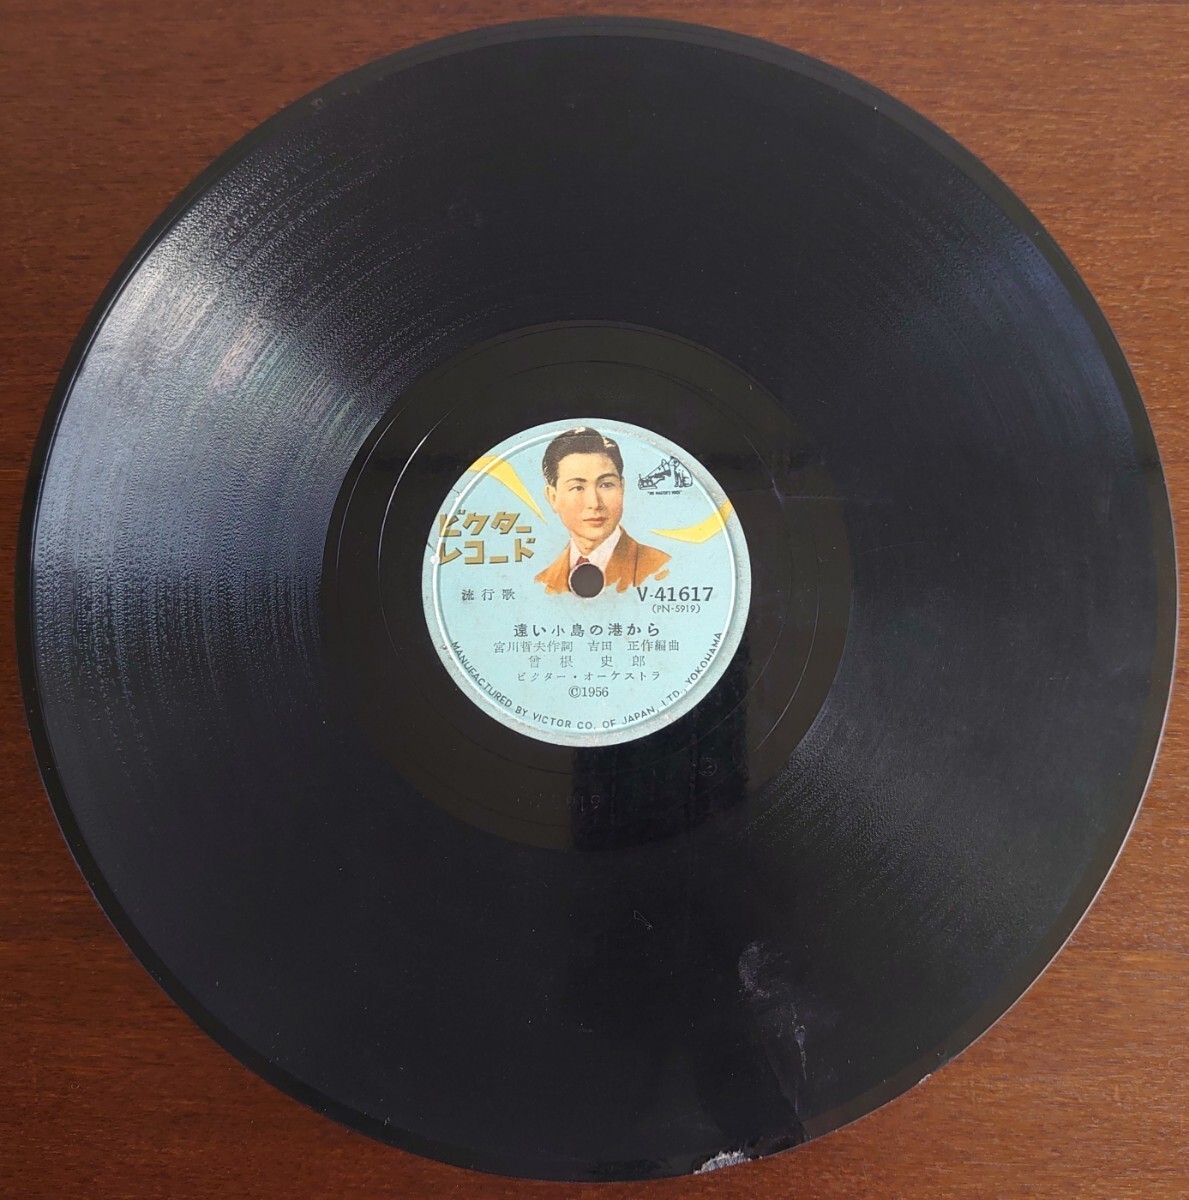 "HIS MASTER'S VOICE"
ビクター
レコード
流行歌
V-41617
(PN-5919)
遠い小島の港から
宮川哲夫作詞 吉田 正作編曲
曾根史郎
ビクター・オーケストラ
©1956
MANUFACTURED BY VICTOR CO. OF JAPAN, LTD., YOKOHAMA